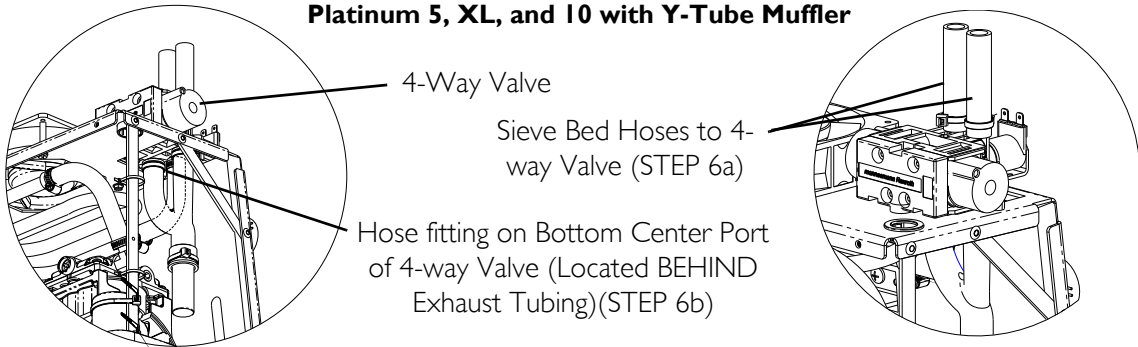 Platinum 5, XL, and 10 with Y-Tube Muffler
4-Way Valve
Sieve Bed Hoses to 4-
way Valve (STEP 6a)
Hose fitting on Bottom Center Port
of 4-way Valve (Located BEHIND
Exhaust Tubing)(STEP 6b)